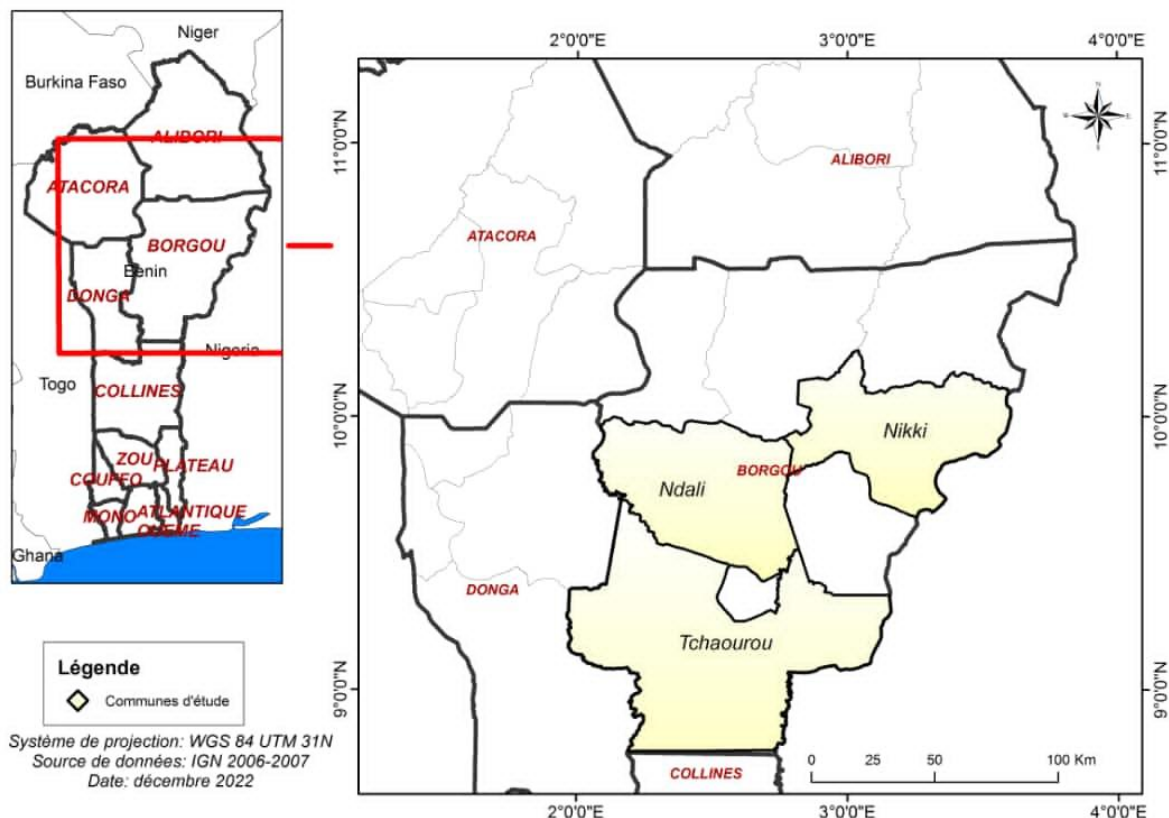 Niger
Burkina Faso
ALIBORI
ATACORA
BORGOU
Benin
DONGA
Nigeria
Togo
COLLINES
ZOU
PLATEAU
COUFFO
MONO
ATLANTIQUE
OUEME
Ghana
Légende
Communes d'étude
Système de projection: WGS 84 UTM 31N
Source de données: IGN 2006-2007
Date: décembre 2022
2°0'0"E
3°0'0"E
4°0'0"E
N
W
E
S
11°0'0"N
11°0'0"N
ALIBORI
ATACORA
10°0'0"N
10°0'0"N
Nikki
BORGOU
Ndali
DONGA
Tchaourou
9°0'0"N
9°0'0"N
COLLINES
0 25 50 100 Km
2°0'0"E
3°0'0"E
4°0'0"E